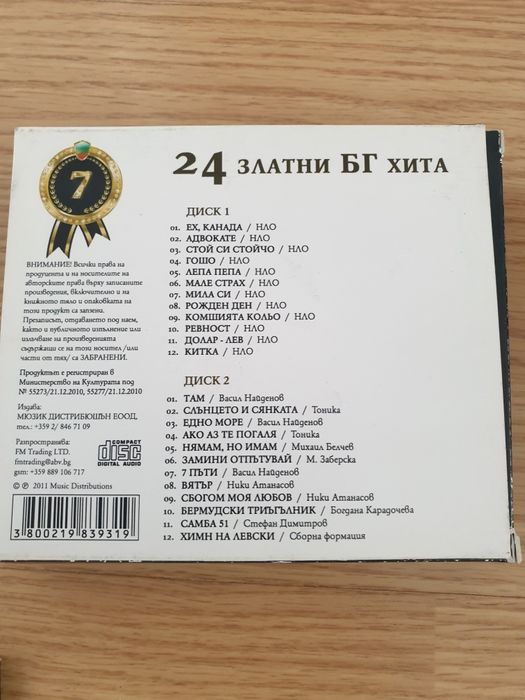 7
24 ЗЛАТНИ БГ ХИТА
ДИСК 1
01. ЕХ, КАНАДА / НЛО
02. АДВОКАТЕ / НЛО
03. СТОЙ СИ СТОЙЧО / НЛО
04. ГОШО / НЛО
05. ЛЕПА ПЕПА / НЛО
06. МАЛЕ СТРАХ / НЛО
07. МИЛА СИ / НЛО
08. РОЖДЕН ДЕН / НЛО
09. КОМШИЯТА КОЛЬО / НЛО
10. РЕВНОСТ / НЛО
11. ДОЛАР - ЛЕВ / НЛО
12. КИТКА / НЛО
ДИСК 2
01. ТАМ / Васил Найденов
02. СЛЪНЦЕТО И СЯНКАТА / Тоника
03. ЕДНО МОРЕ / Васил Найденов
04. АКО АЗ ТЕ ПОГАЛЯ / Тоника
05. НЯМАМ, НО ИМАМ / Михаил Белчев
06. ЗАМИНИ ОТПЪТУВАЙ / М. Заберска
07. 7 ПЪТИ / Васил Найденов
08. ВЯТЪР / Ники Атанасов
09. СБОГОМ МОЯ ЛЮБОВ / Ники Атанасов
10. БЕРМУДСКИ ТРИЪГЪЛНИК / Богдана Карадочева
11. САМБА 51 / Стефан Димитров
12. ХИМН НА ЛЕВСКИ / Сборна формация
ВНИМАНИЕ! Всички права на
продуцента и на носителите на
авторските права върху записаните
произведения, включително и на
книжното тяло и опаковката на
този продукт са запзени.
Презаписът, отдаването под наем,
както и публичното изпълнение или
излъчване на произведенията
съдържащи се на този носител /или
части от тях/ са ЗАБРАНЕНИ.
Продуктът е регистриран в
Министерство на Културата под
№ 55273/21.12.2010, 55277/21.12.2010
Издава:
МЮЗИК ДИСТРИБЮШЪН ЕООД,
тел.: +359 2/ 846 71 09
Разпространява:
FM Trading LTD.
fmtrading@abv.bg
gsm: +359 889 106 717
COMPACT
disc
DIGITAL AUDIO
© ℗ 2011 Music Distributions
3 800219 839319